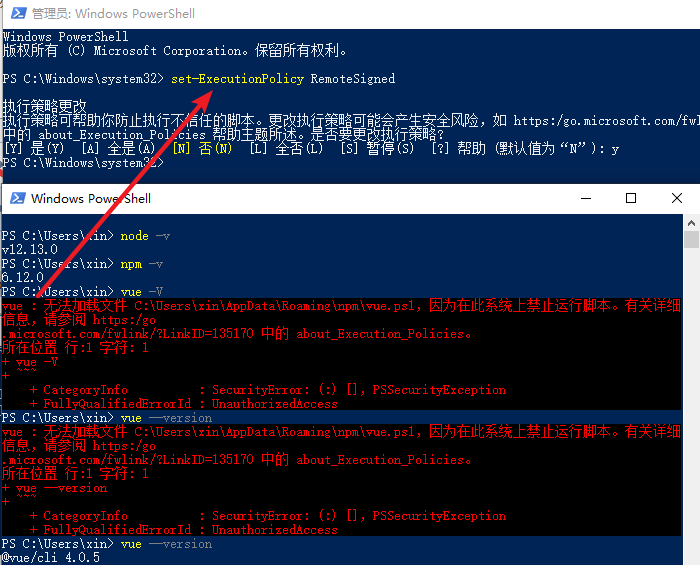 管理员: Windows PowerShell
Windows PowerShell
版权所有 (C) Microsoft Corporation。保留所有权利。
PS C:\Windows\system32> set-ExecutionPolicy RemoteSigned
执行策略更改
执行策略可帮助你防止执行不信任的脚本。更改执行策略可能会产生安全风险，如 https:/go.microsoft.com/fwl
中的 about_Execution_Policies 帮助主题所述。是否要更改执行策略?
[Y] 是(Y)  [A] 全是(A)  [N] 否(N)  [L] 全否(L)  [S] 暂停(S)  [?] 帮助 (默认值为“N”): y
PS C:\Windows\system32>
Windows PowerShell
PS C:\Users\xin> node -v
v12.13.0
PS C:\Users\xin> npm -v
6.12.0
PS C:\Users\xin> vue -V
vue : 无法加载文件 C:\Users\xin\AppData\Roaming\npm\vue.ps1，因为在此系统上禁止运行脚本。有关详细
信息，请参阅 https:/go
.microsoft.com/fwlink/?LinkID=135170 中的 about_Execution_Policies。
所在位置 行:1 字符: 1
+ vue -V
+ ~~~
    + CategoryInfo          : SecurityError: (:) [], PSSecurityException
    + FullyQualifiedErrorId : UnauthorizedAccess
PS C:\Users\xin> vue --version
vue : 无法加载文件 C:\Users\xin\AppData\Roaming\npm\vue.ps1，因为在此系统上禁止运行脚本。有关详细
信息，请参阅 https:/go
.microsoft.com/fwlink/?LinkID=135170 中的 about_Execution_Policies。
所在位置 行:1 字符: 1
+ vue --version
+ ~~~
    + CategoryInfo          : SecurityError: (:) [], PSSecurityException
    + FullyQualifiedErrorId : UnauthorizedAccess
PS C:\Users\xin> vue --version
@vue/cli 4.0.5